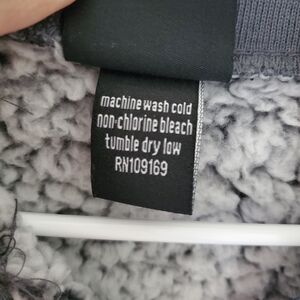 machine wash cold
non-chlorine bleach
tumble dry low
RN109169